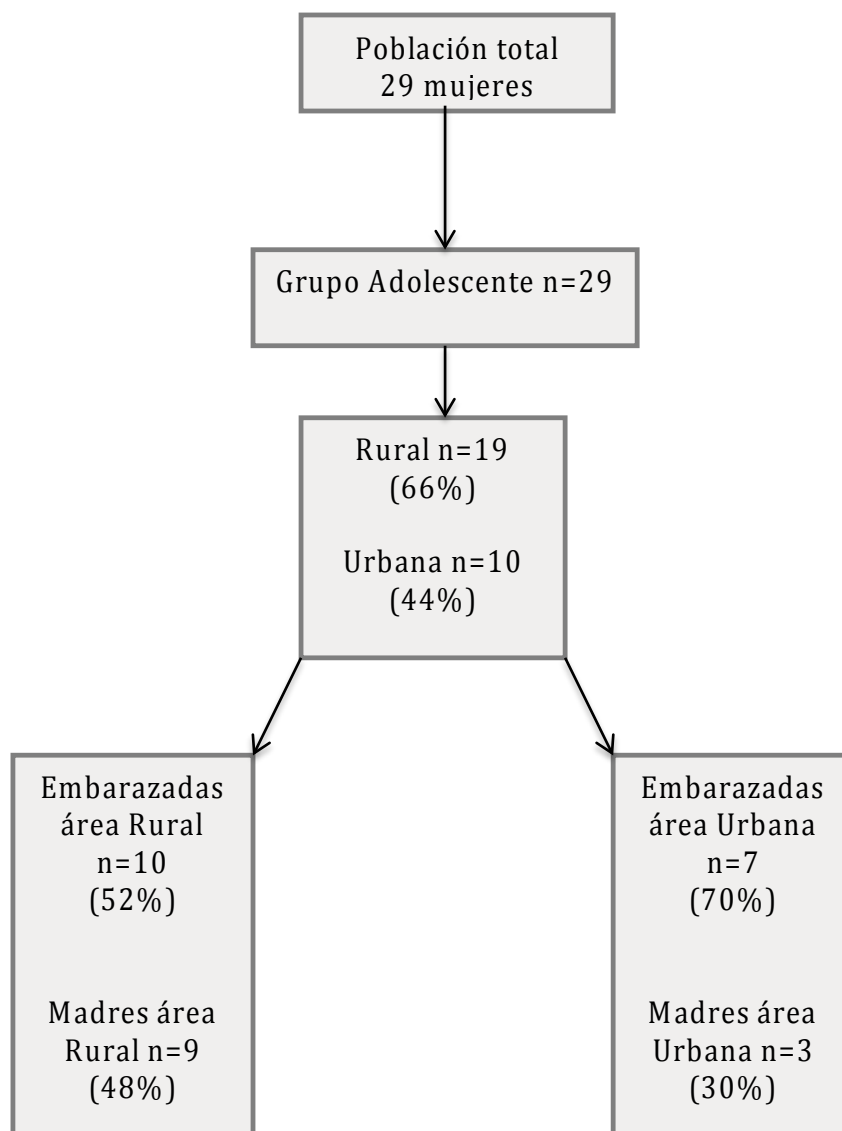 Población total
29 mujeres
Grupo Adolescente n=29
Rural n=19
(66%)
Urbana n=10
(44%)
Embarazadas
área Rural
n=10
(52%)
Madres área
Rural n=9
(48%)
Embarazadas
área Urbana
n=7
(70%)
Madres área
Urbana n=3
(30%)